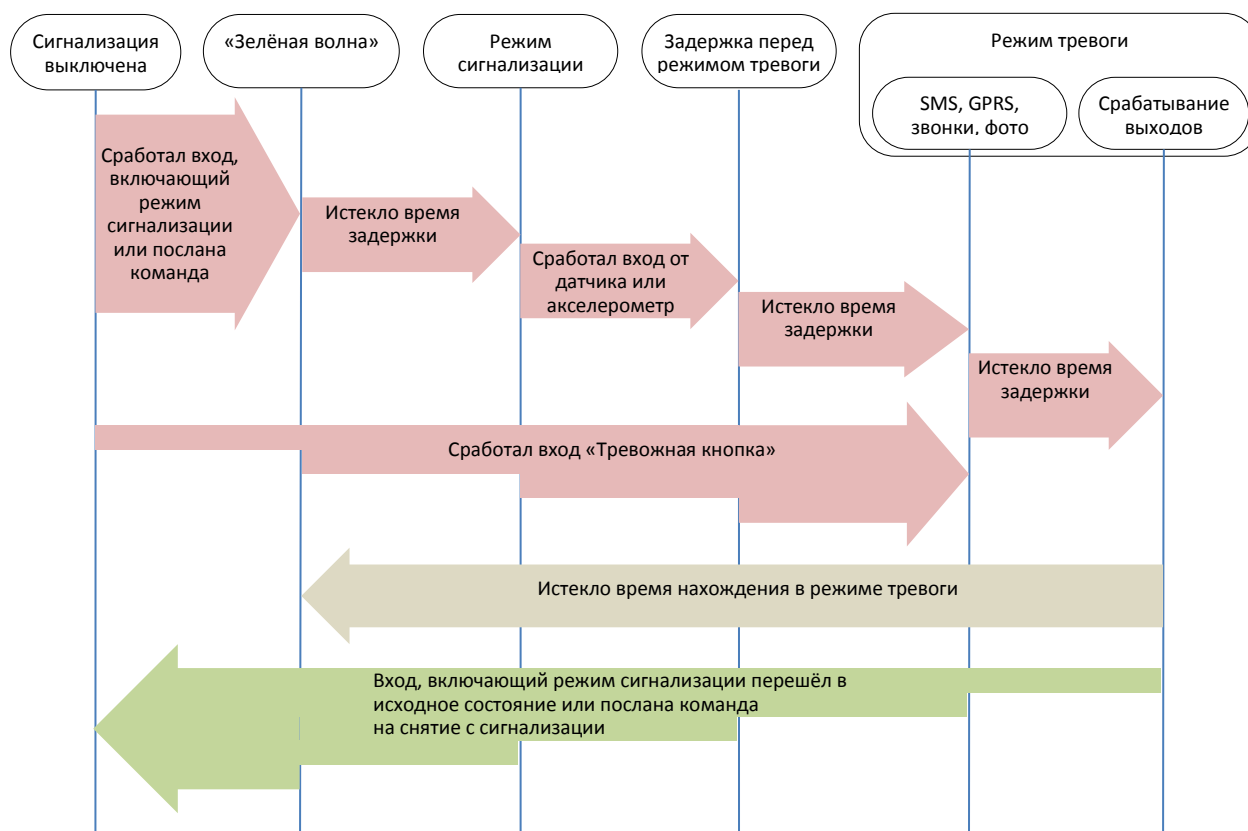 Сигнализация
выключена
«Зелёная волна»
Режим
сигнализации
Задержка перед
режимом тревоги
Режим тревоги
SMS, GPRS,
звонки, фото
Срабатывание
выходов
Сработал вход,
включающий
режим
сигнализации
или послана
команда
Истекло время
задержки
Сработал вход от
датчика или
акселерометр
Истекло время
задержки
Истекло время
задержки
Сработал вход «Тревожная кнопка»
Истекло время нахождения в режиме тревоги
Вход, включающий режим сигнализации перешёл в
исходное состояние или послана команда
на снятие с сигнализации